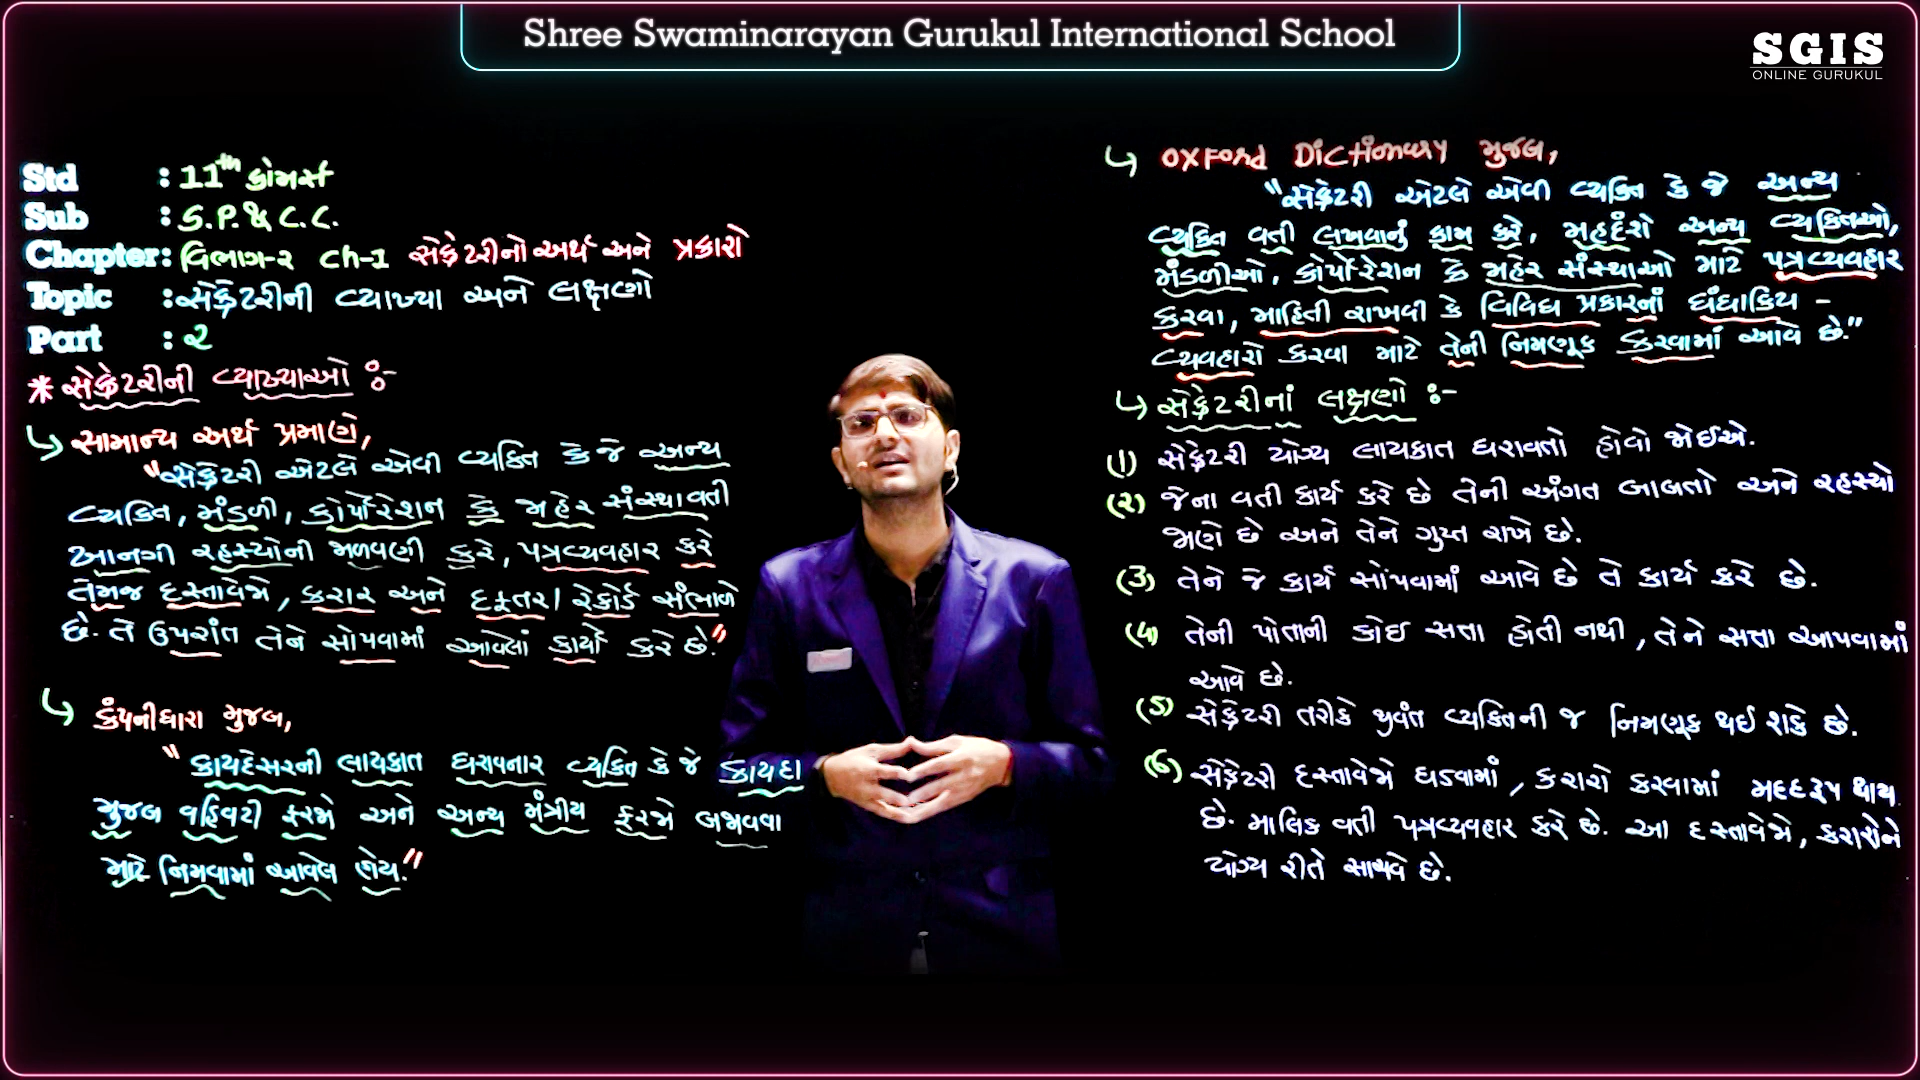 Shree Swaminarayan Gurukul International School
SGIS
ONLINE GURUKUL
Std : 11th કોમર્સ
Sub : S.P. & C.C.
Chapter: વિભાગ-૨ ch-1 સેક્રેટરીનો અર્થ અને પ્રકારો
Topic : સેક્રેટરીની વ્યાખ્યા અને લક્ષણો
Part : ૨
* સેક્રેટરીની વ્યાખ્યાઓ :-
↳ સામાન્ય અર્થ પ્રમાણે,
"સેક્રેટરી એટલે એવી વ્યક્તિ કે જે અન્ય
વ્યક્તિ, મંડળી, કોર્પોરેશન કે જાહેર સંસ્થાવતી
ખાનગી રહસ્યોની જાળવણી કરે, પત્રવ્યવહાર કરે
તેમજ દસ્તાવેજો, કરાર અને દફતર/રેકોર્ડ સંભાળે
છે. તે ઉપરાંત તેને સોંપવામાં આવેલાં કાર્યો કરે છે."
↳ કંપનીધારા મુજબ,
"કાયદેસરની લાયકાત ધરાવનાર વ્યક્તિ કે જે કાયદા
મુજબ વહિવટી ફરજો અને અન્ય મંત્રીય ફરજો બજાવવા
માટે નિમવામાં આવેલ હોય."
↳ OXFord Dictionary મુજબ,
"સેક્રેટરી એટલે એવી વ્યક્તિ કે જે અન્ય
વ્યક્તિ વતી લખવાનું કામ કરે, મહદંશે અન્ય વ્યક્તિઓ,
મંડળીઓ, કોર્પોરેશન કે જાહેર સંસ્થાઓ માટે પત્રવ્યવહાર
કરવા, માહિતી રાખવી કે વિવિધ પ્રકારનાં ધંધાકિય -
વ્યવહારો કરવા માટે તેની નિમણૂક કરવામાં આવે છે."
↳ સેક્રેટરીનાં લક્ષણો :-
(૧) સેક્રેટરી યોગ્ય લાયકાત ધરાવતો હોવો જોઈએ.
(૨) જેના વતી કાર્ય કરે છે તેની અંગત બાબતો અને રહસ્યો
જાણે છે અને તેને ગુપ્ત રાખે છે.
(૩) તેને જે કાર્ય સોંપવામાં આવે છે તે કાર્ય કરે છે.
(૪) તેની પોતાની કોઈ સત્તા હોતી નથી, તેને સત્તા આપવામાં
આવે છે.
(૫) સેક્રેટરી તરીકે જીવંત વ્યક્તિની જ નિમણૂક થઈ શકે છે.
(૬) સેક્રેટરી દસ્તાવેજો ઘડવામાં, કરારો કરવામાં મદદરૂપ થાય
છે. માલિક વતી પત્રવ્યવહાર કરે છે. આ દસ્તાવેજો, કરારોને
યોગ્ય રીતે સાચવે છે.